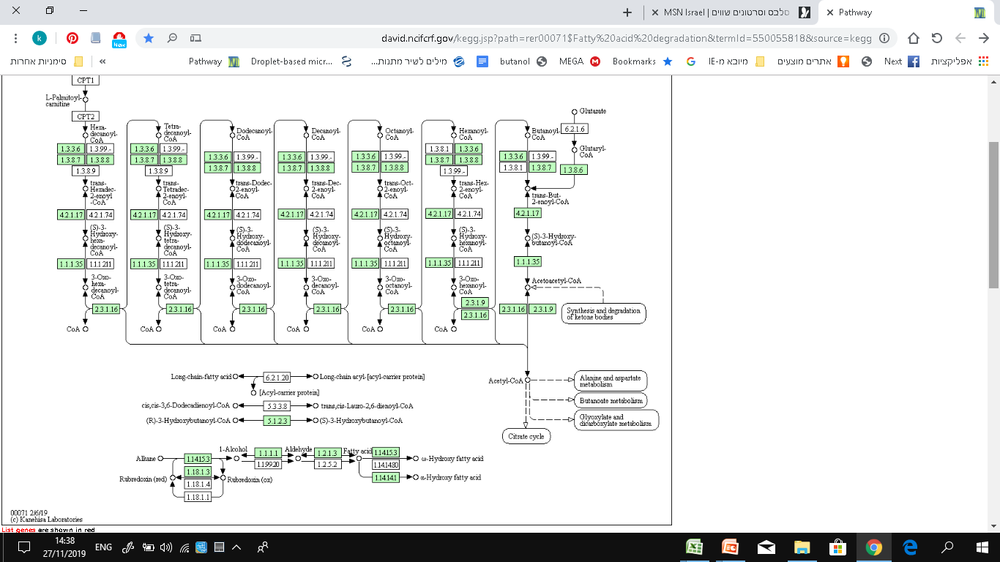 MSN Israel | סלבס וסרטונים שווים
Pathway
k
New
david.ncifcrf.gov/kegg.jsp?path=rer00071$Fatty%20acid%20degradation&termId=550055818&source=kegg
סימניות אחרות
«
Pathway
Droplet-based micr...
מילים לשיר מתנות...
butanol
MEGA
Bookmarks
G
מיובא מ-IE
אתרים מוצעים
Next
אפליקציות
CPT1
L-Palmitoyl-
carnitine
CPT2
Hexa-
decanoyl-
CoA
Tetra-
decanoyl-
CoA
Dodecanoyl-
CoA
Decanoyl-
CoA
Octanoyl-
CoA
Hexanoyl-
CoA
Butanoyl-
CoA
Glutarate
6.2.1.6
Glutaryl-
CoA
1.3.8.6
1.3.3.6 1.3.99.-
1.3.8.7 1.3.8.8
1.3.8.9
1.3.3.6 1.3.99.-
1.3.8.7 1.3.8.8
1.3.8.9
1.3.3.6 1.3.99.-
1.3.8.7 1.3.8.8
1.3.3.6 1.3.99.-
1.3.8.7 1.3.8.8
1.3.3.6 1.3.99.-
1.3.8.7 1.3.8.8
1.3.8.1 1.3.3.6
1.3.8.7 1.3.8.8
1.3.99.-
1.3.3.6 1.3.99.-
1.3.8.1 1.3.8.7
trans-
Hexadec-
2-enoyl
-CoA
trans-
Tetradec-
2-enoyl-
CoA
trans-Dodec-
2-enoyl-
CoA
trans-Dec-
2-enoyl-
CoA
trans-Oct-
2-enoyl-
CoA
trans-Hex-
2-enoyl-
CoA
trans-But-
2-enoyl-CoA
4.2.1.17 4.2.1.74
4.2.1.17 4.2.1.74
4.2.1.17 4.2.1.74
4.2.1.17 4.2.1.74
4.2.1.17 4.2.1.74
4.2.1.17 4.2.1.74
4.2.1.17
(S)-3-
Hydroxy-
hexa-
decanoyl-
CoA
(S)-3-
Hydroxy-
tetra-
decanoyl-
CoA
(S)-3-
Hydroxy-
dodecanoyl-
CoA
(S)-3-
Hydroxy-
decanoyl-
CoA
(S)-3-
Hydroxy-
octanoyl-
CoA
(S)-3-
Hydroxy-
hexanoyl-
CoA
(S)-3-Hydroxy-
butanoyl-CoA
1.1.1.35 1.1.1.211
1.1.1.35 1.1.1.211
1.1.1.35 1.1.1.211
1.1.1.35 1.1.1.211
1.1.1.35 1.1.1.211
1.1.1.35 1.1.1.211
1.1.1.35
3-Oxo-
hexa-
decanoyl-
CoA
3-Oxo-
tetra-
decanoyl-
CoA
3-Oxo-
dodecanoyl-
CoA
3-Oxo-
decanoyl-
CoA
3-Oxo-
octanoyl-
CoA
3-Oxo-
hexanoyl-
CoA
Acetoacetyl-CoA
2.3.1.16
2.3.1.16
2.3.1.16
2.3.1.16
2.3.1.16
2.3.1.9
2.3.1.16
2.3.1.16 2.3.1.9
Synthesis and degradation
of ketone bodies
CoA
CoA
CoA
CoA
CoA
CoA
Long-chain-fatty acid
6.2.1.20
Long-chain acyl-[acyl-carrier protein]
[Acyl-carrier protein]
cis,cis-3,6-Dodecadienoyl-CoA
5.3.3.8
trans,cis-Lauro-2,6-dienoyl-CoA
(R)-3-Hydroxybutanoyl-CoA
5.1.2.3
(S)-3-Hydroxybutanoyl-CoA
Acetyl-CoA
Alanine and aspartate
metabolism
Butanoate metabolism
Glyoxylate and
dicarboxylate metabolism
Citrate cycle
Alkane
1.14.15.3
1.18.1.3
1.18.1.4
1.18.1.1
Rubredoxin (red)
Rubredoxin (ox)
1-Alcohol
1.1.1.1
1.1.99.20
Aldehyde
1.2.1.3
1.2.5.2
Fatty acid
1.14.15.3
1.14.14.80
1.14.14.1
ω-Hydroxy fatty acid
α-Hydroxy fatty acid
00071 2/6/19
(c) Kanehisa Laboratories
List genes are shown in red
14:38
27/11/2019
ENG